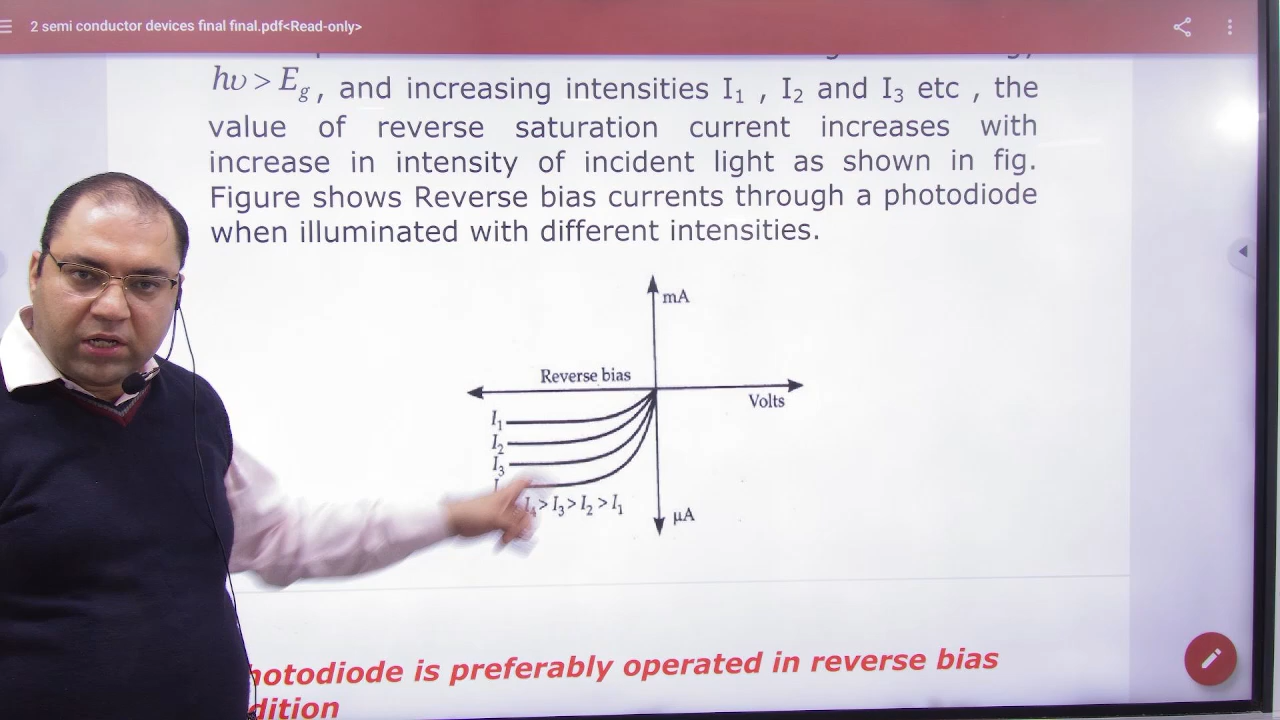 2 semi conductor devices final final.pdf<Read-only>
hυ > Eg, and increasing intensities I₁ , I₂ and I₃ etc , the
value of reverse saturation current increases with
increase in intensity of incident light as shown in fig.
Figure shows Reverse bias currents through a photodiode
when illuminated with different intensities.
mA
Reverse bias
Volts
I₁
I₂
I₃
I₄ > I₃ > I₂ > I₁
μA
hotodiode is preferably operated in reverse bias
dition